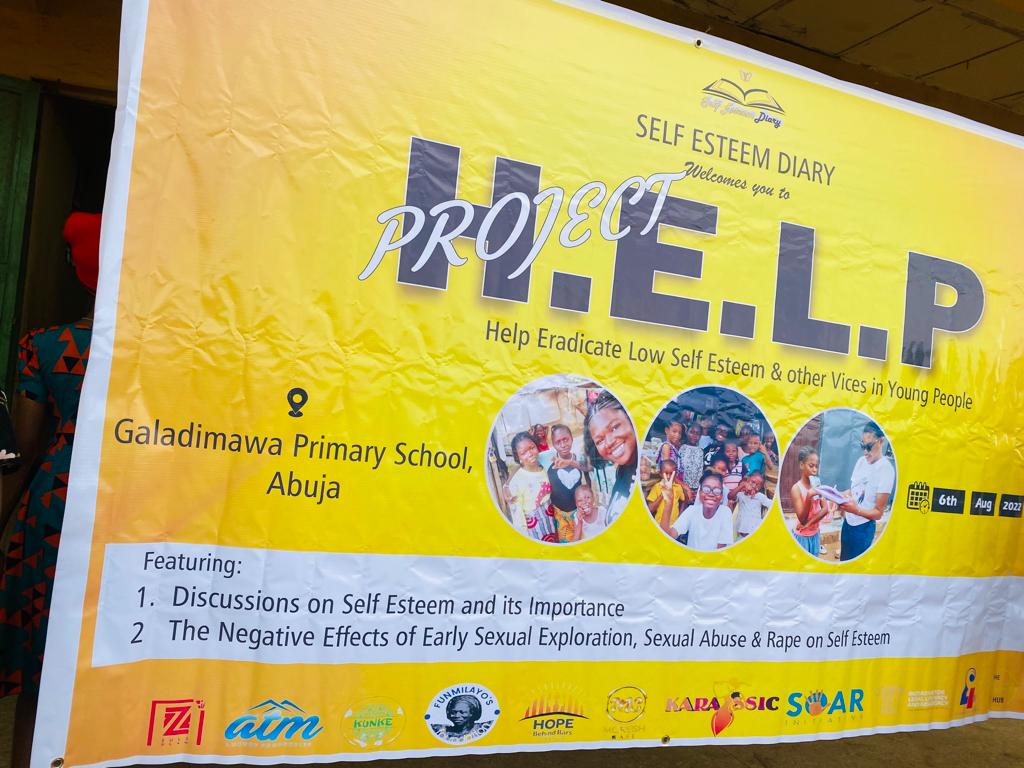 Self Esteem Diary
SELF ESTEEM DIARY
Welcomes you to
PROJECT
H.E.L.P
Help Eradicate Low Self Esteem & other Vices in Young People
Galadimawa Primary School,
Abuja
6th Aug 2022
Featuring:
1. Discussions on Self Esteem and its Importance
2 The Negative Effects of Early Sexual Exploration, Sexual Abuse & Rape on Self Esteem
aim
KUNKE
FUNMILAYO'S
HOPE
Behind Bars
SOAR
INITIATIVE
HE
HUB